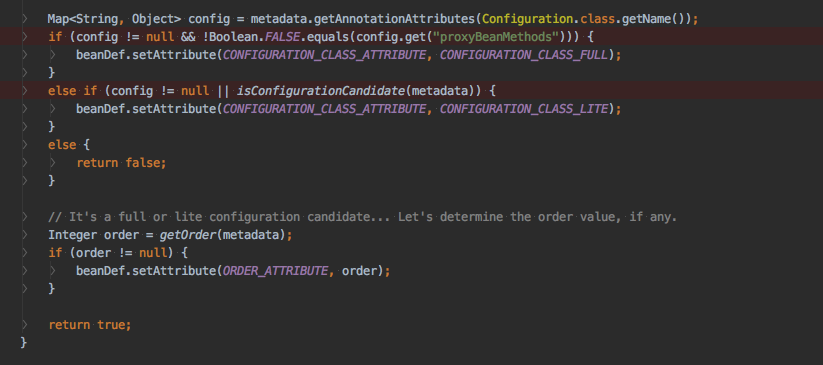 Map<String, Object> config = metadata.getAnnotationAttributes(Configuration.class.getName());
if (config != null && !Boolean.FALSE.equals(config.get("proxyBeanMethods"))) {
beanDef.setAttribute(CONFIGURATION_CLASS_ATTRIBUTE, CONFIGURATION_CLASS_FULL);
}
else if (config != null || isConfigurationCandidate(metadata)) {
beanDef.setAttribute(CONFIGURATION_CLASS_ATTRIBUTE, CONFIGURATION_CLASS_LITE);
}
else {
return false;
}
// It's a full or lite configuration candidate... Let's determine the order value, if any.
Integer order = getOrder(metadata);
if (order != null) {
beanDef.setAttribute(ORDER_ATTRIBUTE, order);
}
return true;
}